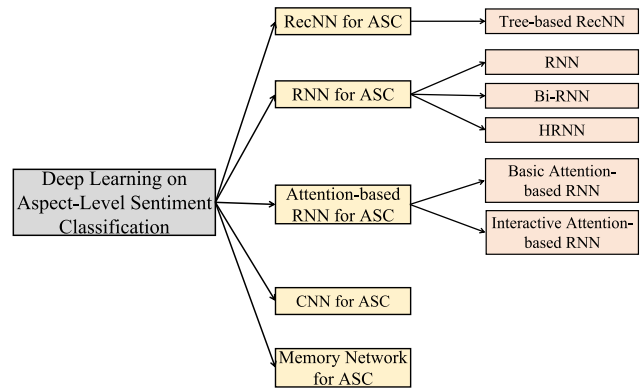 RecNN for ASC
Tree-based RecNN
RNN for ASC
RNN
Bi-RNN
HRNN
Deep Learning on
Aspect-Level Sentiment
Classification
Attention-based
RNN for ASC
Basic Attention-
based RNN
Interactive Attention-
based RNN
CNN for ASC
Memory Network
for ASC